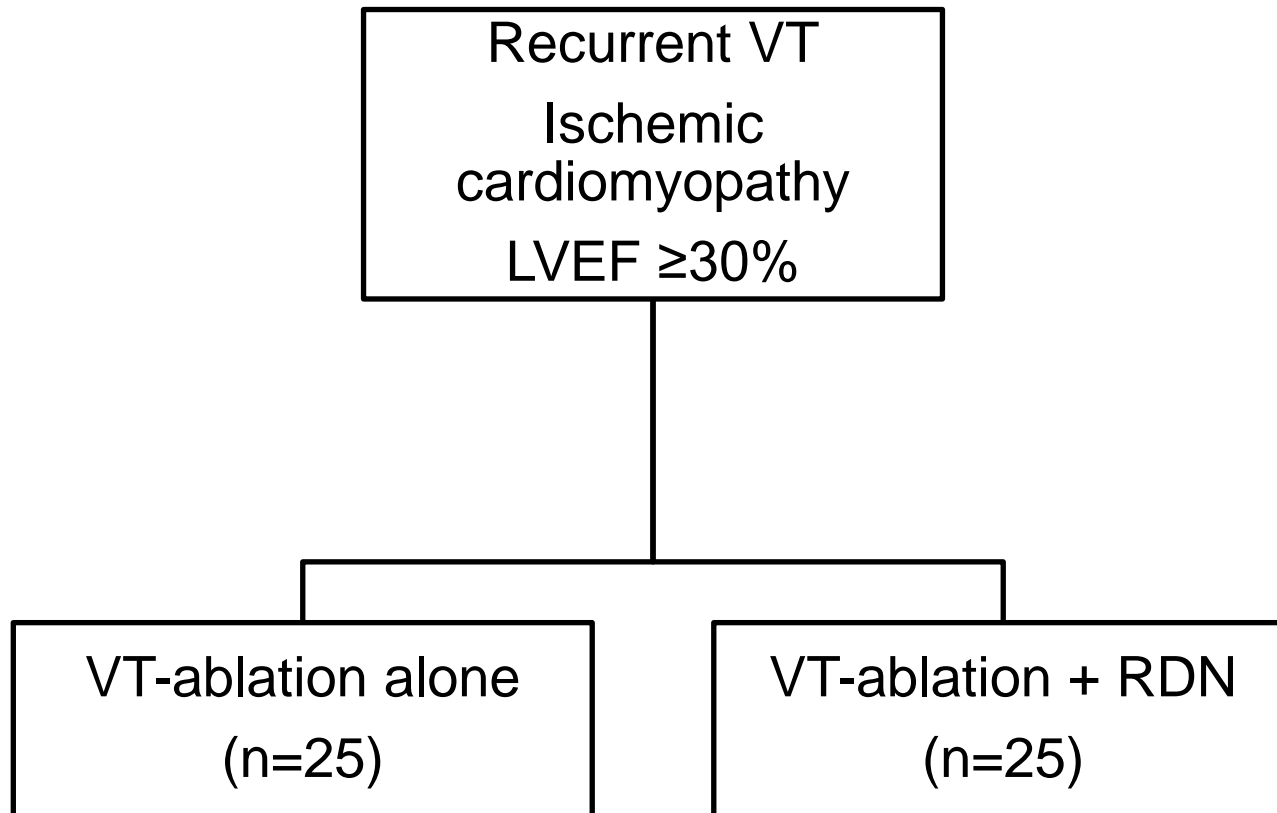 Recurrent VT
Ischemic
cardiomyopathy
LVEF ≥30%
VT-ablation alone
(n=25)
VT-ablation + RDN
(n=25)